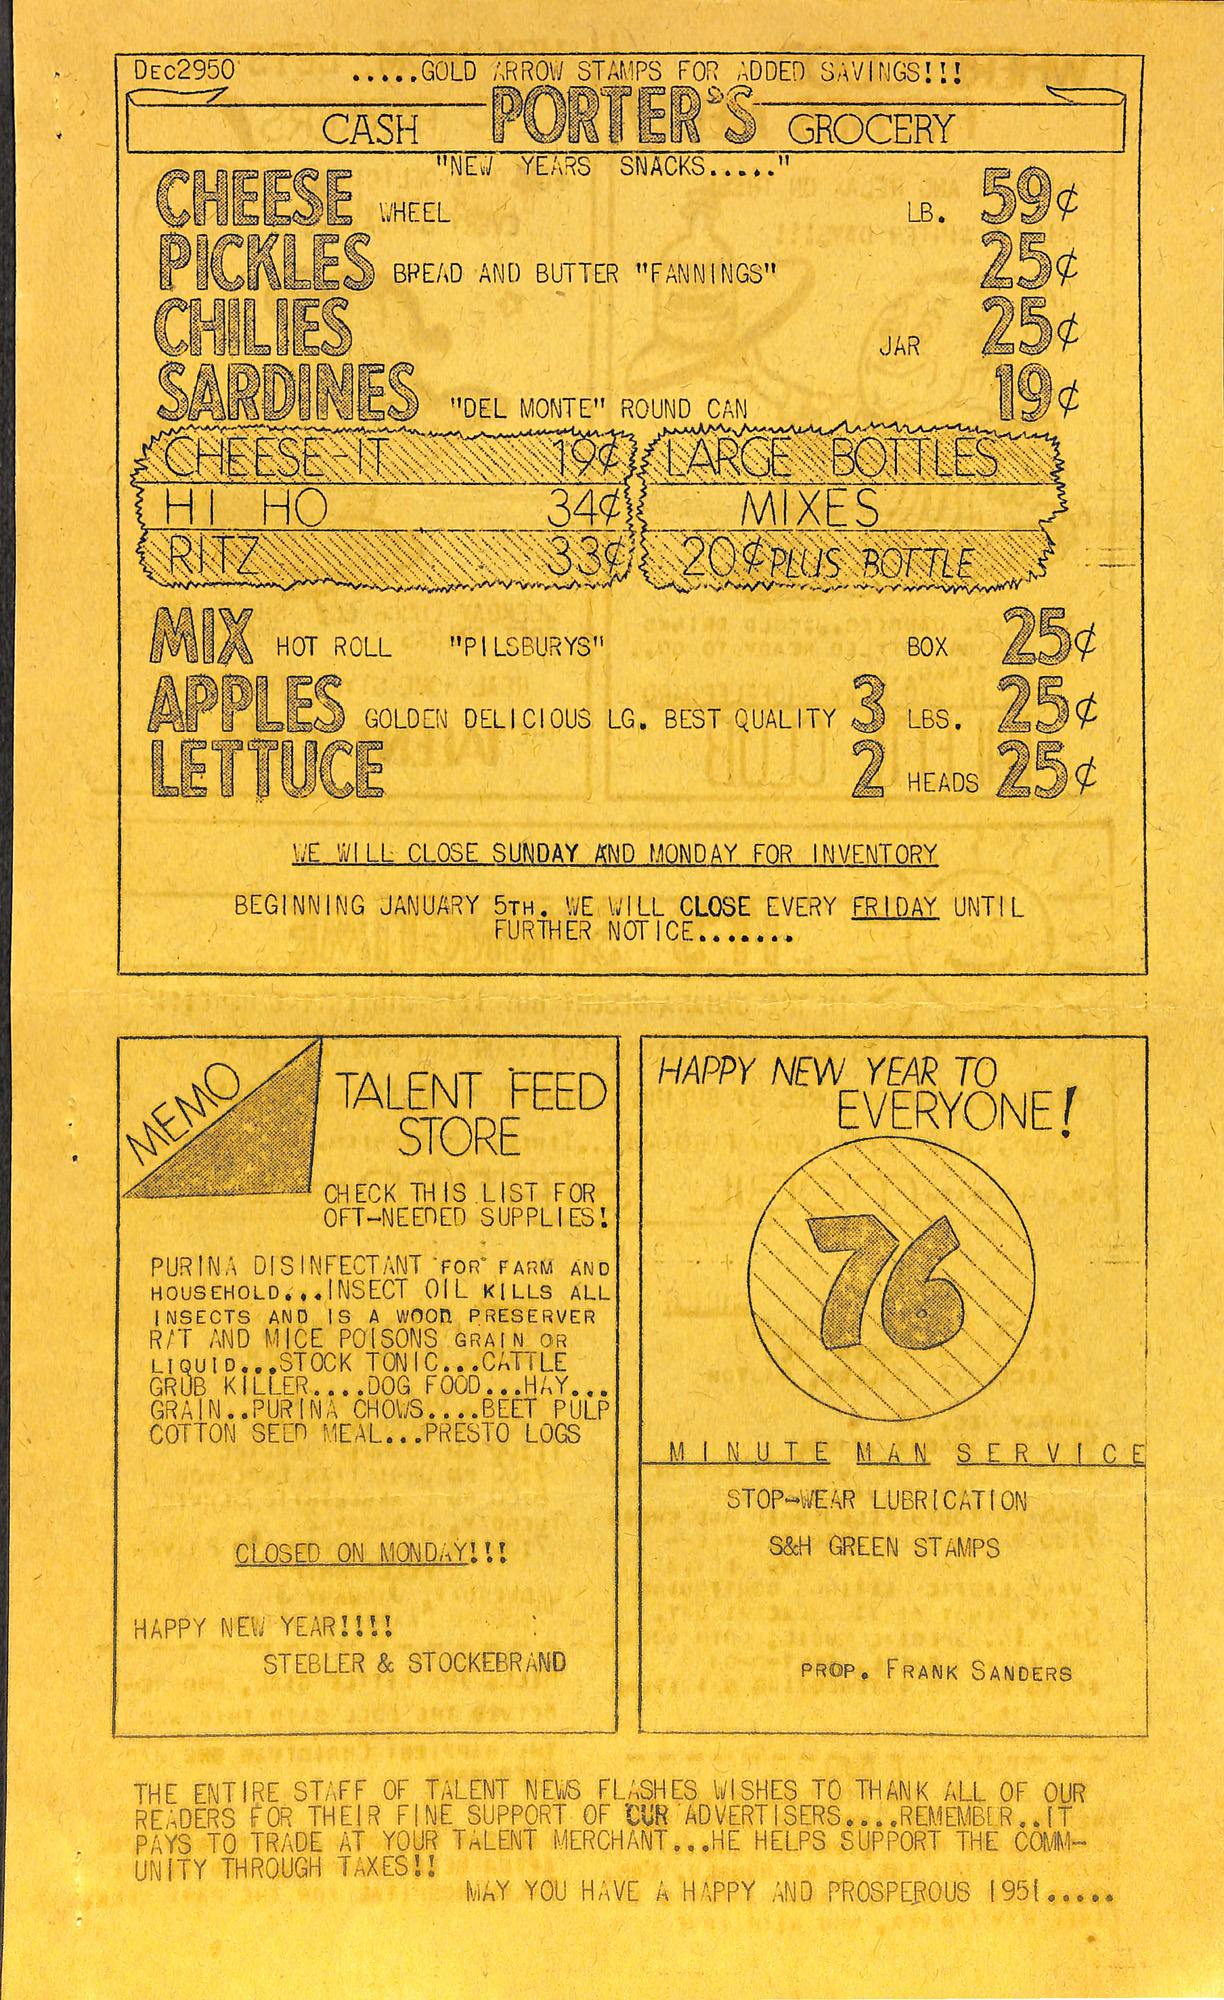 DEC2950 .....GOLD ARROW STAMPS FOR ADDED SAVINGS!!!
CASH PORTER'S GROCERY
"NEW YEARS SNACKS....."
CHEESE WHEEL LB. 59¢
PICKLES BREAD AND BUTTER "FANNINGS" 25¢
CHILIES JAR 25¢
SARDINES "DEL MONTE" ROUND CAN 19¢
CHEESE-IT 19¢
HI HO 34¢
RITZ 33¢
LARGE BOTTLES
MIXES
20¢ PLUS BOTTLE
MIX HOT ROLL "PILSBURYS" BOX 25¢
APPLES GOLDEN DELICIOUS LG. BEST QUALITY 3 LBS. 25¢
LETTUCE 2 HEADS 25¢
WE WILL CLOSE SUNDAY AND MONDAY FOR INVENTORY
BEGINNING JANUARY 5TH. WE WILL CLOSE EVERY FRIDAY UNTIL
FURTHER NOTICE.......
MEMO
TALENT FEED
STORE
CHECK THIS LIST FOR
OFT-NEEDED SUPPLIES!
PURINA DISINFECTANT FOR FARM AND
HOUSEHOLD...INSECT OIL KILLS ALL
INSECTS AND IS A WOOD PRESERVER
RAT AND MICE POISONS GRAIN OR
LIQUID...STOCK TONIC...CATTLE
GRUB KILLER....DOG FOOD...HAY...
GRAIN..PURINA CHOWS....BEET PULP
COTTON SEED MEAL...PRESTO LOGS
CLOSED ON MONDAY!!!
HAPPY NEW YEAR!!!!
STEBLER & STOCKEBRAND
HAPPY NEW YEAR TO
EVERYONE!
76
MINUTE MAN SERVICE
STOP-WEAR LUBRICATION
S&H GREEN STAMPS
PROP. FRANK SANDERS
THE ENTIRE STAFF OF TALENT NEWS FLASHES WISHES TO THANK ALL OF OUR
READERS FOR THEIR FINE SUPPORT OF OUR ADVERTISERS....REMEMBER..IT
PAYS TO TRADE AT YOUR TALENT MERCHANT...HE HELPS SUPPORT THE COMM-
UNITY THROUGH TAXES!!
MAY YOU HAVE A HAPPY AND PROSPEROUS 1951.....